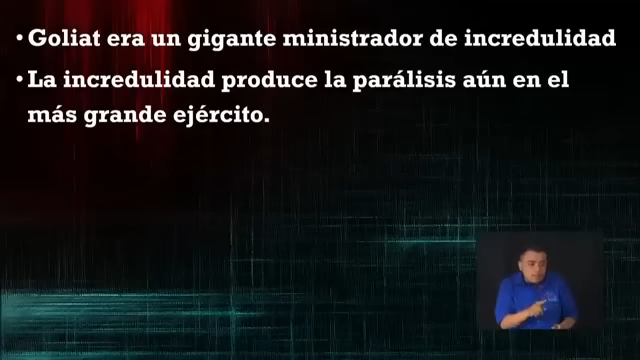 • Goliat era un gigante ministrador de incredulidad
• La incredulidad produce la parálisis aún en el
más grande ejército.